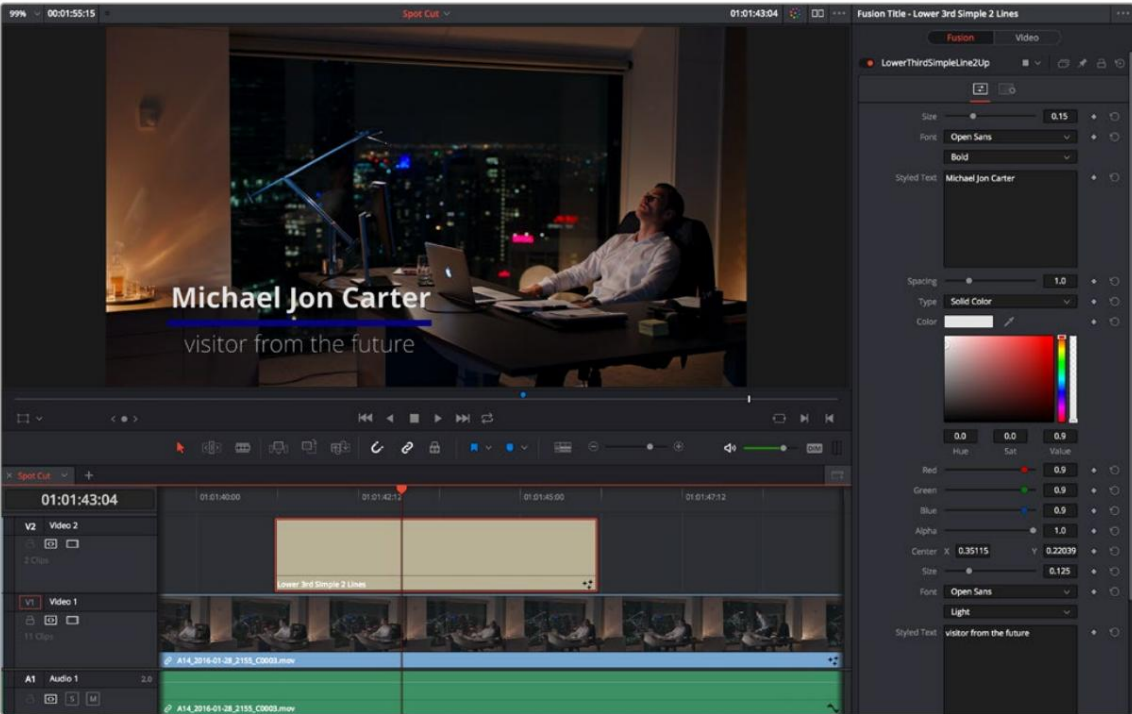 99%
00:01:55:15
Spot Cut
01:01:43:04
Fusion Title - Lower 3rd Simple 2 Lines
Fusion
Video
LowerThirdSimpleLine2Up
Size
0.15
Font
Open Sans
Bold
Styled Text
Michael Jon Carter
Spacing
1.0
Type
Solid Color
Color
0.0
0.0
0.9
Hue
Sat
Value
Red
0.9
Green
0.9
Blue
0.9
Alpha
1.0
Center X 0.35115 Y 0.22039
Size
0.125
Font
Open Sans
Light
Styled Text
visitor from the future
Michael Jon Carter
visitor from the future
DIM
Spot Cut
01:01:43:04
01:01:40:00
01:01:42:12
01:01:45:00
01:01:47:12
V2 Video 2
2 Clips
Lower 3rd Simple 2 Lines
V1 Video 1
11 Clips
A14_2016-01-28_2155_C0003.mov
A1 Audio 1 2.0
S M
A14_2016-01-28_2155_C0003.mov